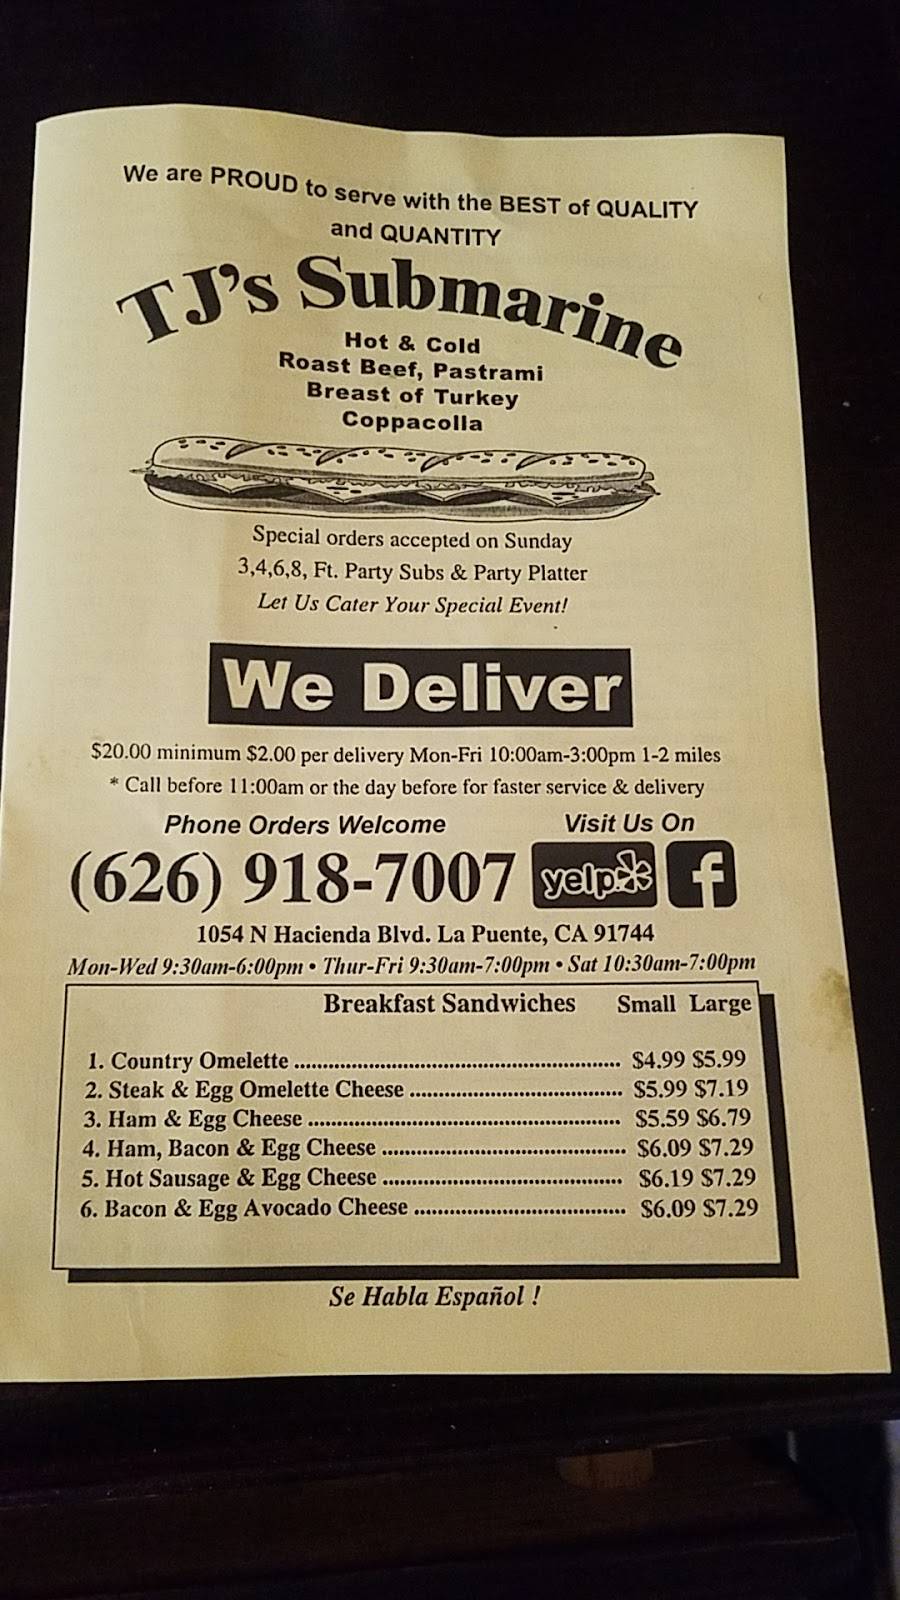 We are PROUD to serve with the BEST of QUALITY
and QUANTITY
TJ's Submarine
Hot & Cold
Roast Beef, Pastrami
Breast of Turkey
Coppacolla
Special orders accepted on Sunday
3,4,6,8, Ft. Party Subs & Party Platter
Let Us Cater Your Special Event!
We Deliver
$20.00 minimum $2.00 per delivery Mon-Fri 10:00am-3:00pm 1-2 miles
* Call before 11:00am or the day before for faster service & delivery
Phone Orders Welcome Visit Us On
(626) 918-7007 yelp f
1054 N Hacienda Blvd. La Puente, CA 91744
Mon-Wed 9:30am-6:00pm • Thur-Fri 9:30am-7:00pm • Sat 10:30am-7:00pm
Breakfast Sandwiches Small Large
1. Country Omelette ........ $4.99 $5.99
2. Steak & Egg Omelette Cheese ........ $5.99 $7.19
3. Ham & Egg Cheese ........ $5.59 $6.79
4. Ham, Bacon & Egg Cheese ........ $6.09 $7.29
5. Hot Sausage & Egg Cheese ........ $6.19 $7.29
6. Bacon & Egg Avocado Cheese ........ $6.09 $7.29
Se Habla Español !